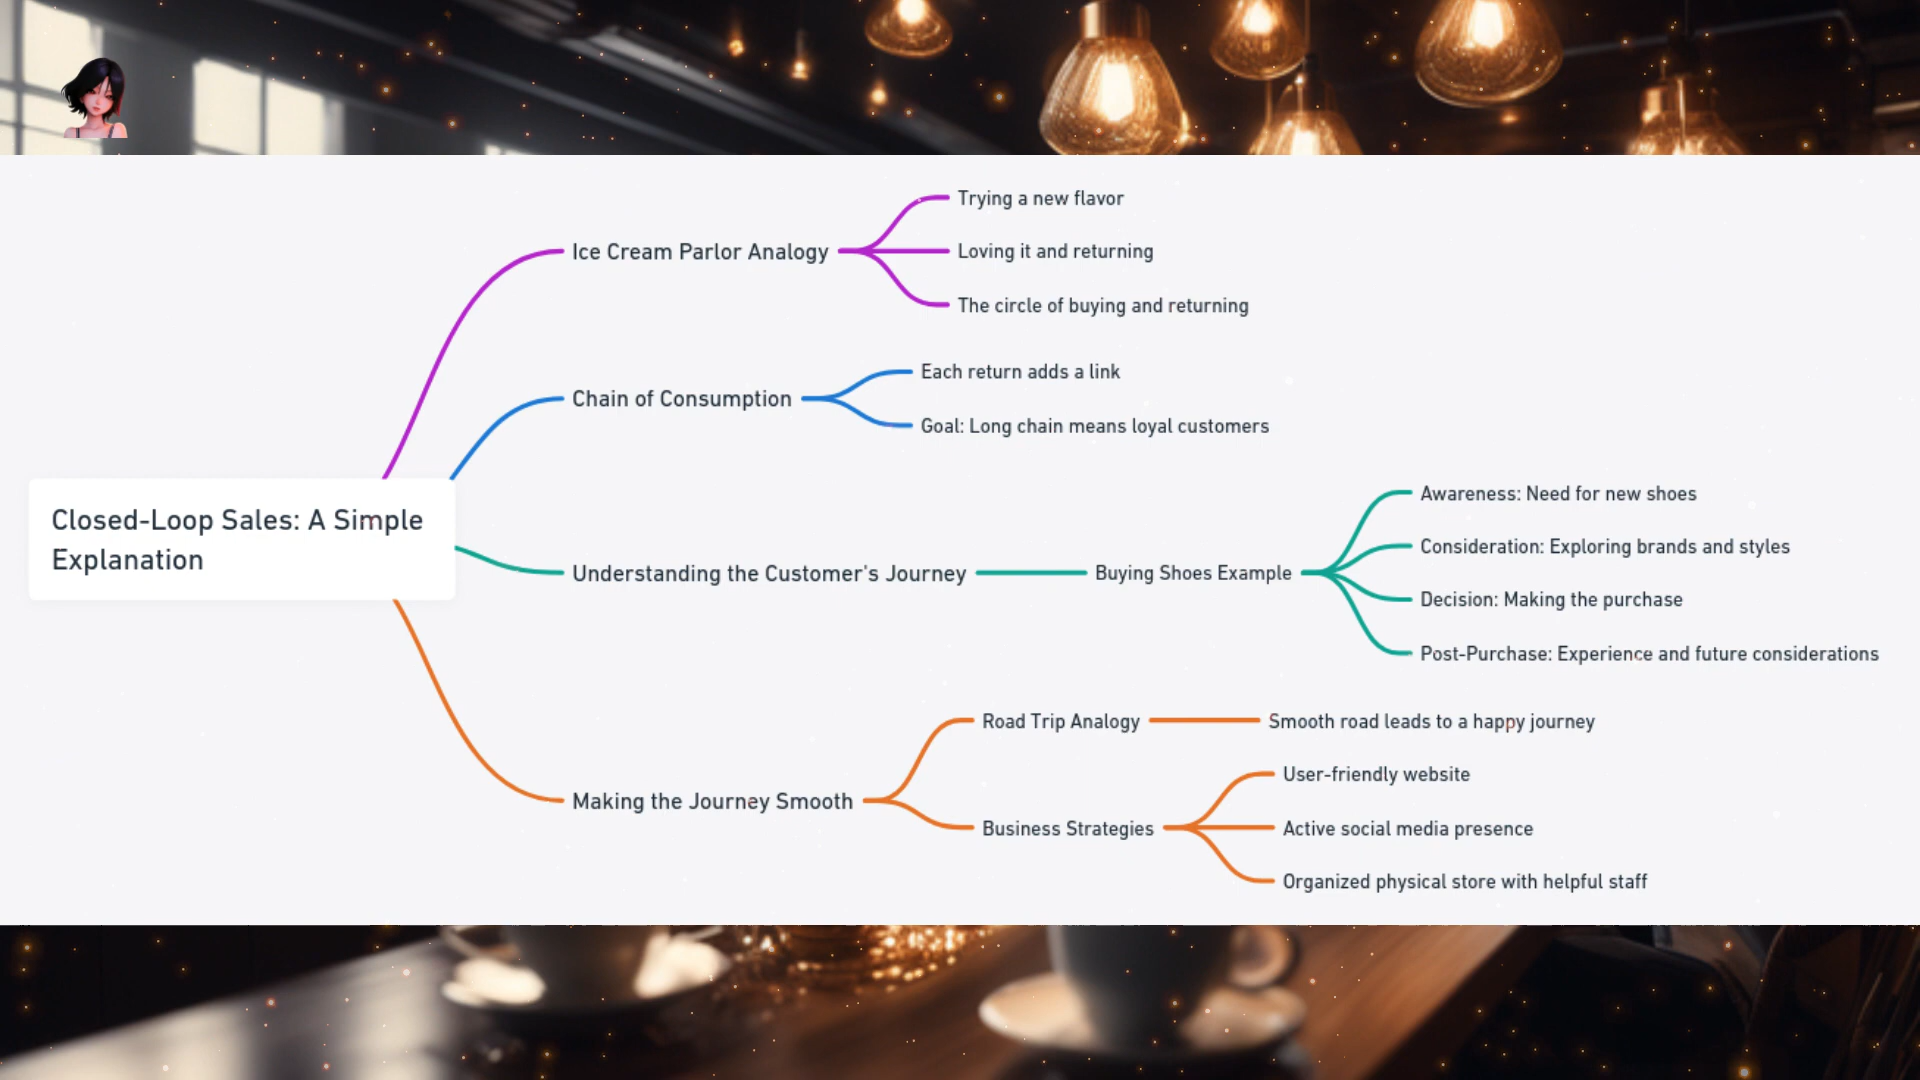 Closed-Loop Sales: A Simple
Explanation
Ice Cream Parlor Analogy
Trying a new flavor
Loving it and returning
The circle of buying and returning
Chain of Consumption
Each return adds a link
Goal: Long chain means loyal customers
Understanding the Customer's Journey
Buying Shoes Example
Awareness: Need for new shoes
Consideration: Exploring brands and styles
Decision: Making the purchase
Post-Purchase: Experience and future considerations
Making the Journey Smooth
Road Trip Analogy
Smooth road leads to a happy journey
Business Strategies
User-friendly website
Active social media presence
Organized physical store with helpful staff